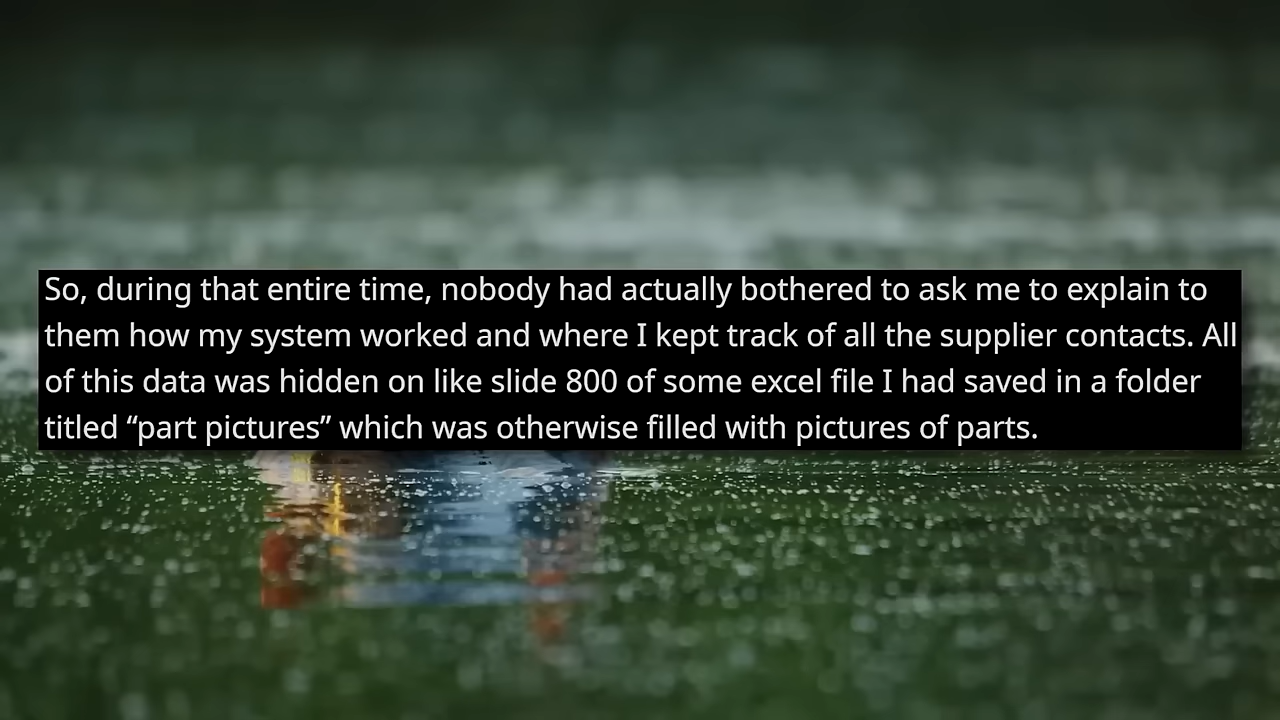 So, during that entire time, nobody had actually bothered to ask me to explain to
them how my system worked and where I kept track of all the supplier contacts. All
of this data was hidden on like slide 800 of some excel file I had saved in a folder
titled “part pictures” which was otherwise filled with pictures of parts.